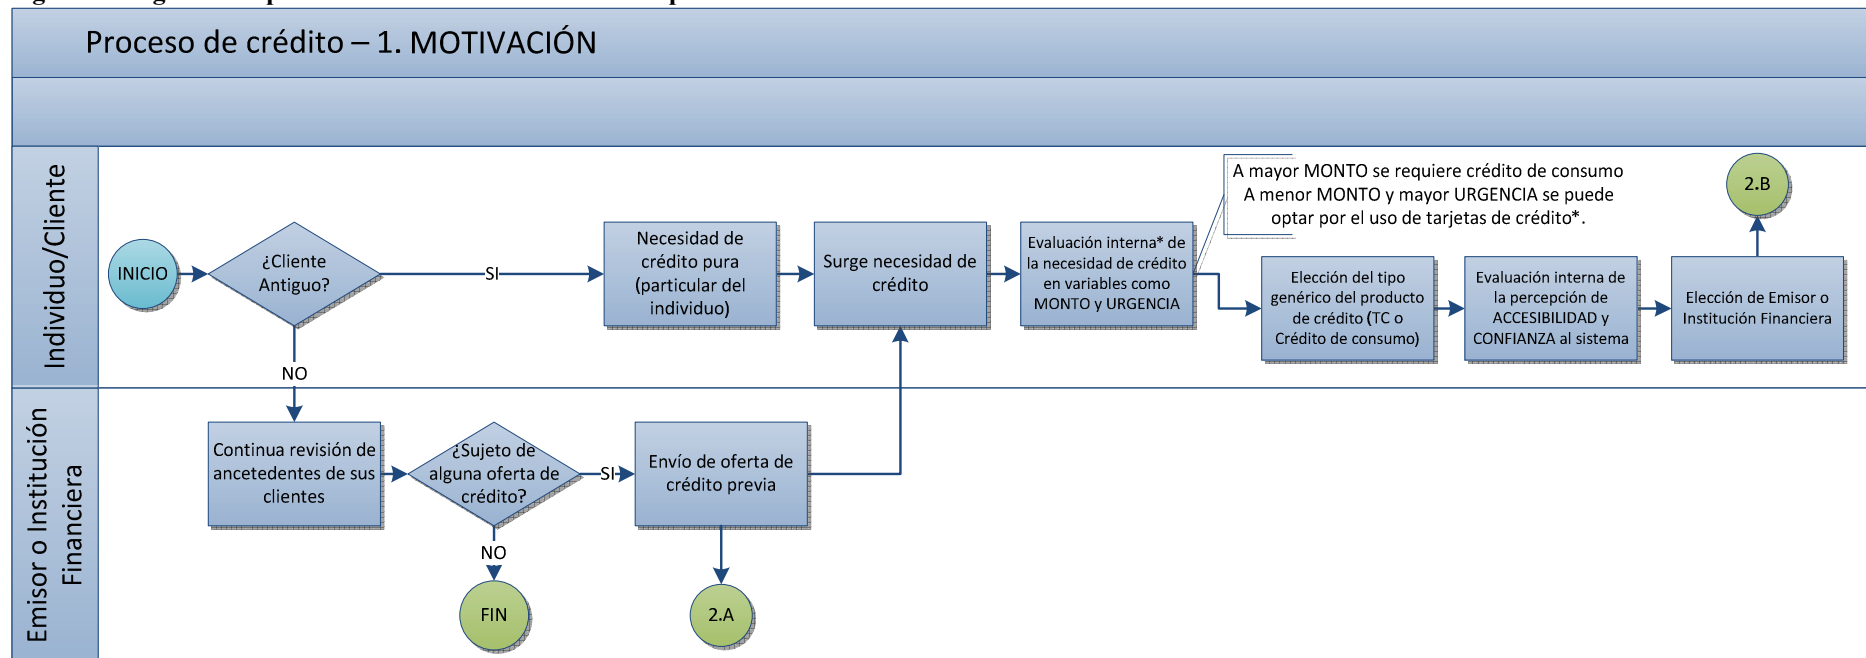 Proceso de crédito – 1. MOTIVACIÓN
Individuo/Cliente
INICIO
¿Cliente
Antiguo?
SI
NO
Necesidad de
crédito pura
(particular del
individuo)
Surge necesidad de
crédito
Evaluación interna* de
la necesidad de crédito
en variables como
MONTO y URGENCIA
A mayor MONTO se requiere crédito de consumo
A menor MONTO y mayor URGENCIA se puede
optar por el uso de tarjetas de crédito*.
Elección del tipo
genérico del producto
de crédito (TC o
Crédito de consumo)
Evaluación interna de
la percepción de
ACCESIBILIDAD y
CONFIANZA al sistema
Elección de Emisor o
Institución Financiera
2.B
Emisor o Institución
Financiera
Continua revisión de
ancetedentes de sus
clientes
¿Sujeto de
alguna oferta de
crédito?
SI
NO
FIN
Envío de oferta de
crédito previa
2.A